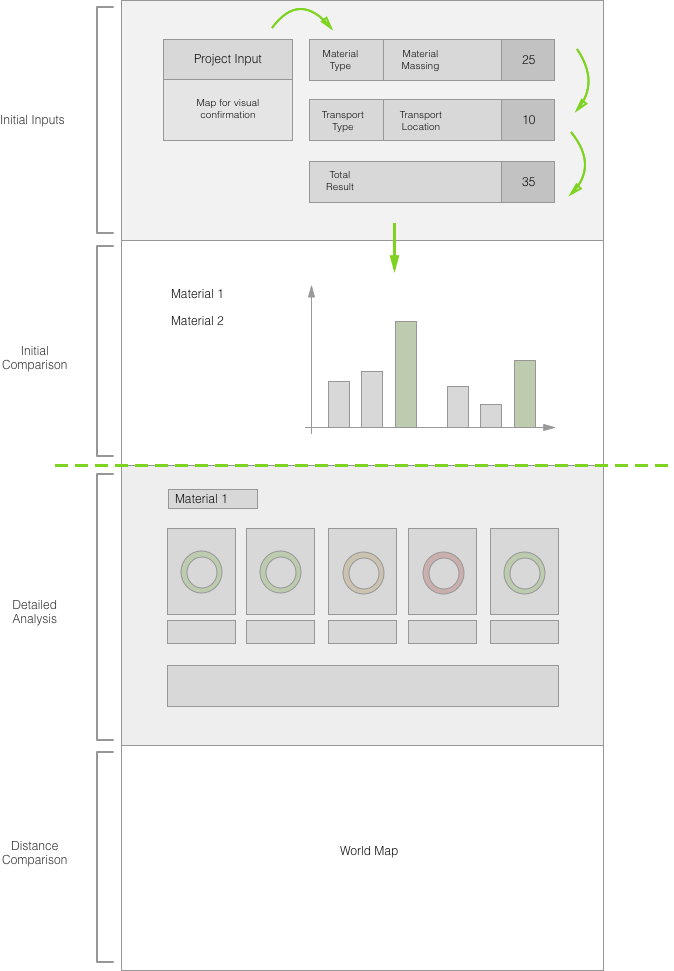 Initial Inputs
Project Input
Map for visual
confirmation
Material
Type
Material
Massing
25
Transport
Type
Transport
Location
10
Total
Result
35
Initial
Comparison
Material 1
Material 2
Detailed
Analysis
Material 1
Distance
Comparison
World Map